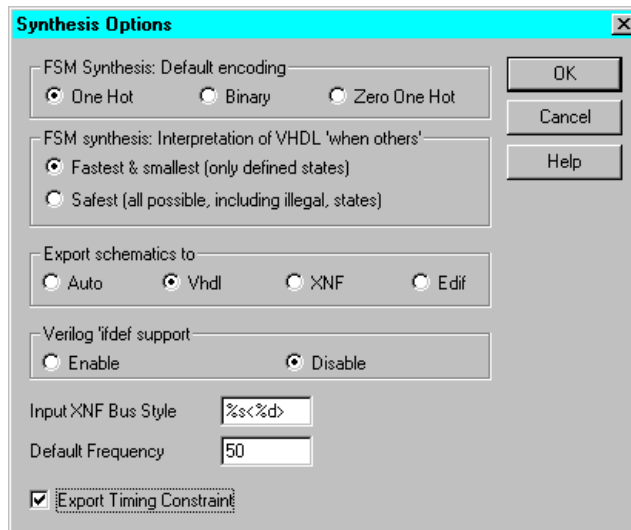 Synthesis Options
FSM Synthesis: Default encoding
One Hot Binary Zero One Hot
FSM synthesis: Interpretation of VHDL 'when others'
Fastest & smallest (only defined states)
Safest (all possible, including illegal, states)
Export schematics to
Auto Vhdl XNF Edif
Verilog 'ifdef support
Enable Disable
Input XNF Bus Style %s<%d>
Default Frequency 50
Export Timing Constraint
OK
Cancel
Help